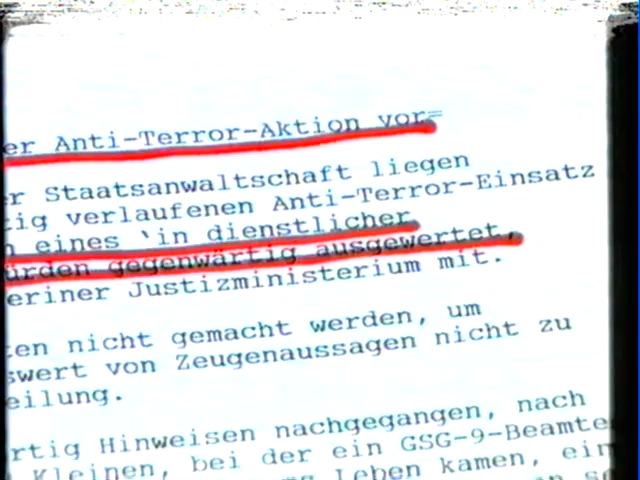 er Anti-Terror-Aktion vor=
er Staatsanwaltschaft liegen
tig verlaufenen Anti-Terror-Einsatz
n eines 'in dienstlicher
ürden gegenwärtig ausgewertet,
eriner Justizministerium mit.
ten nicht gemacht werden, um
swert von Zeugenaussagen nicht zu
eilung.
rtig Hinweisen nachgegangen, nach
Kleinen, bei der ein GSG-9-Beamte
Leben kamen, ein